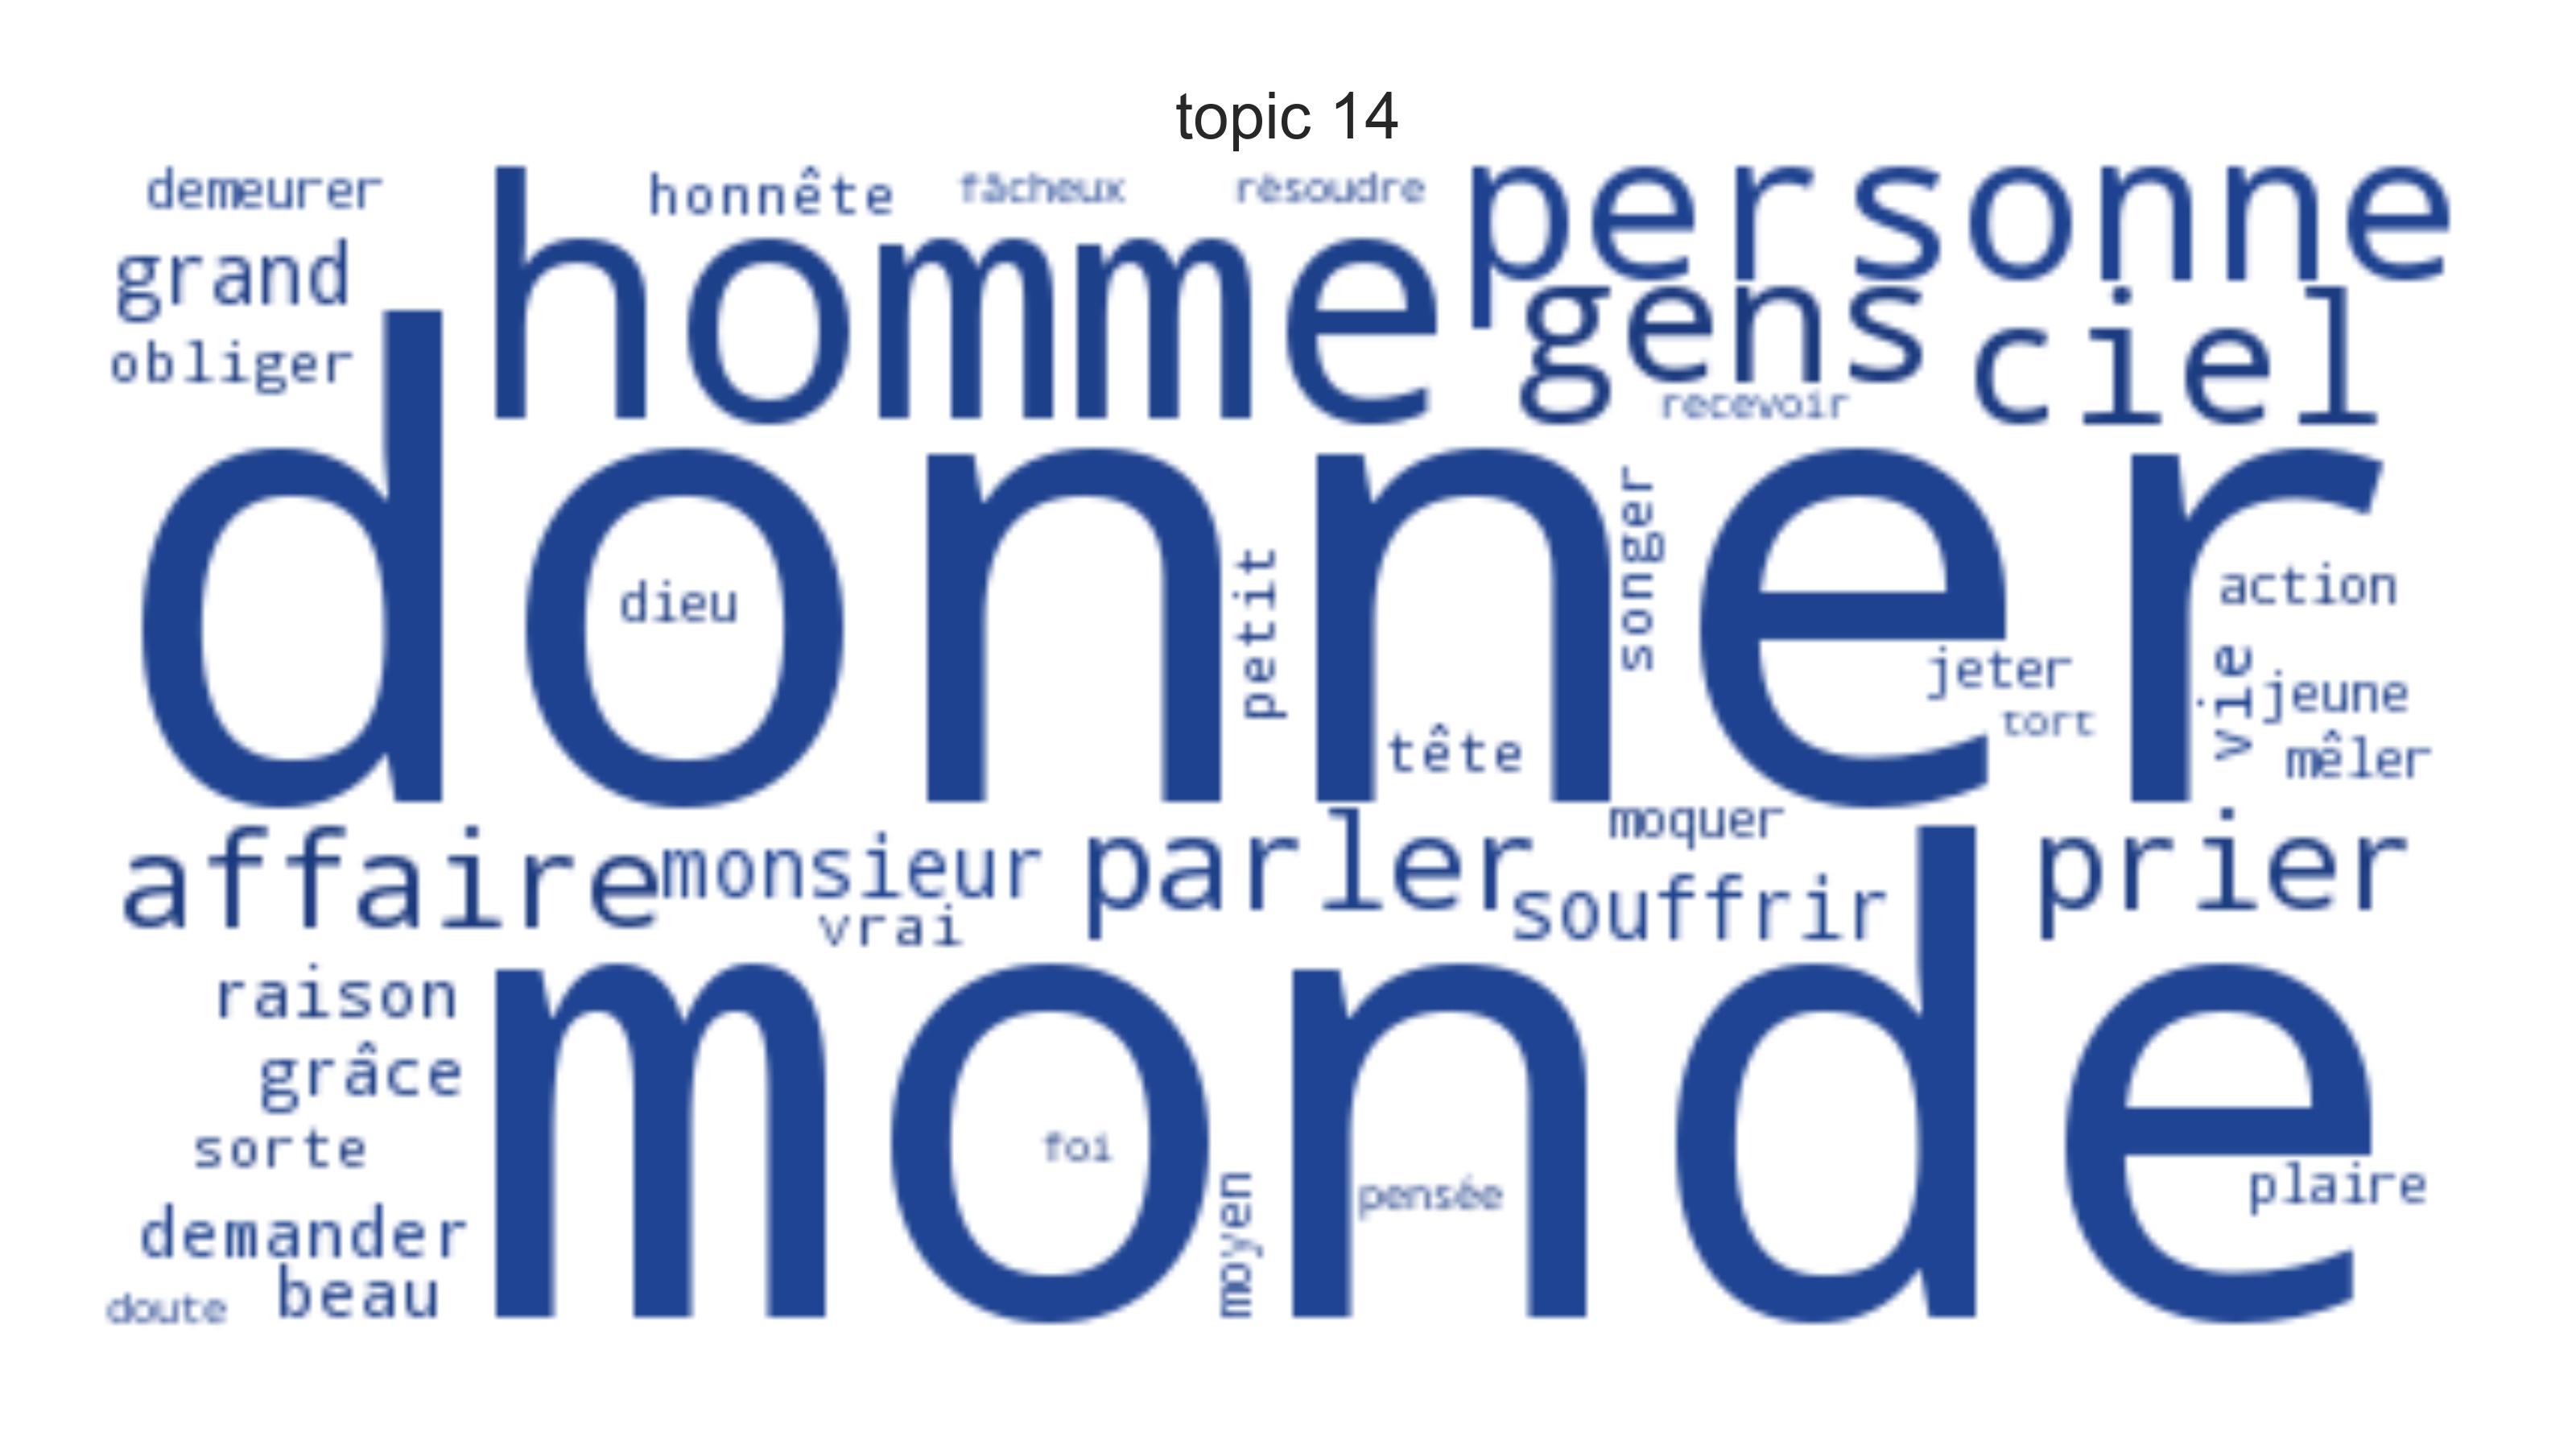 topic 14
demeurer
honnête
fâcheux
résoudre
personne
grand
homme
gens
ciel
obliger
recevoir
donner
dieu
petit
songer
action
jeter
vie
jeune
tort
tête
mêler
affaire
monsieur
parler
moquer
souffrir
prier
vrai
raison
monde
grâce
sorte
foi
moyen
pensée
plaire
demander
beau
doute